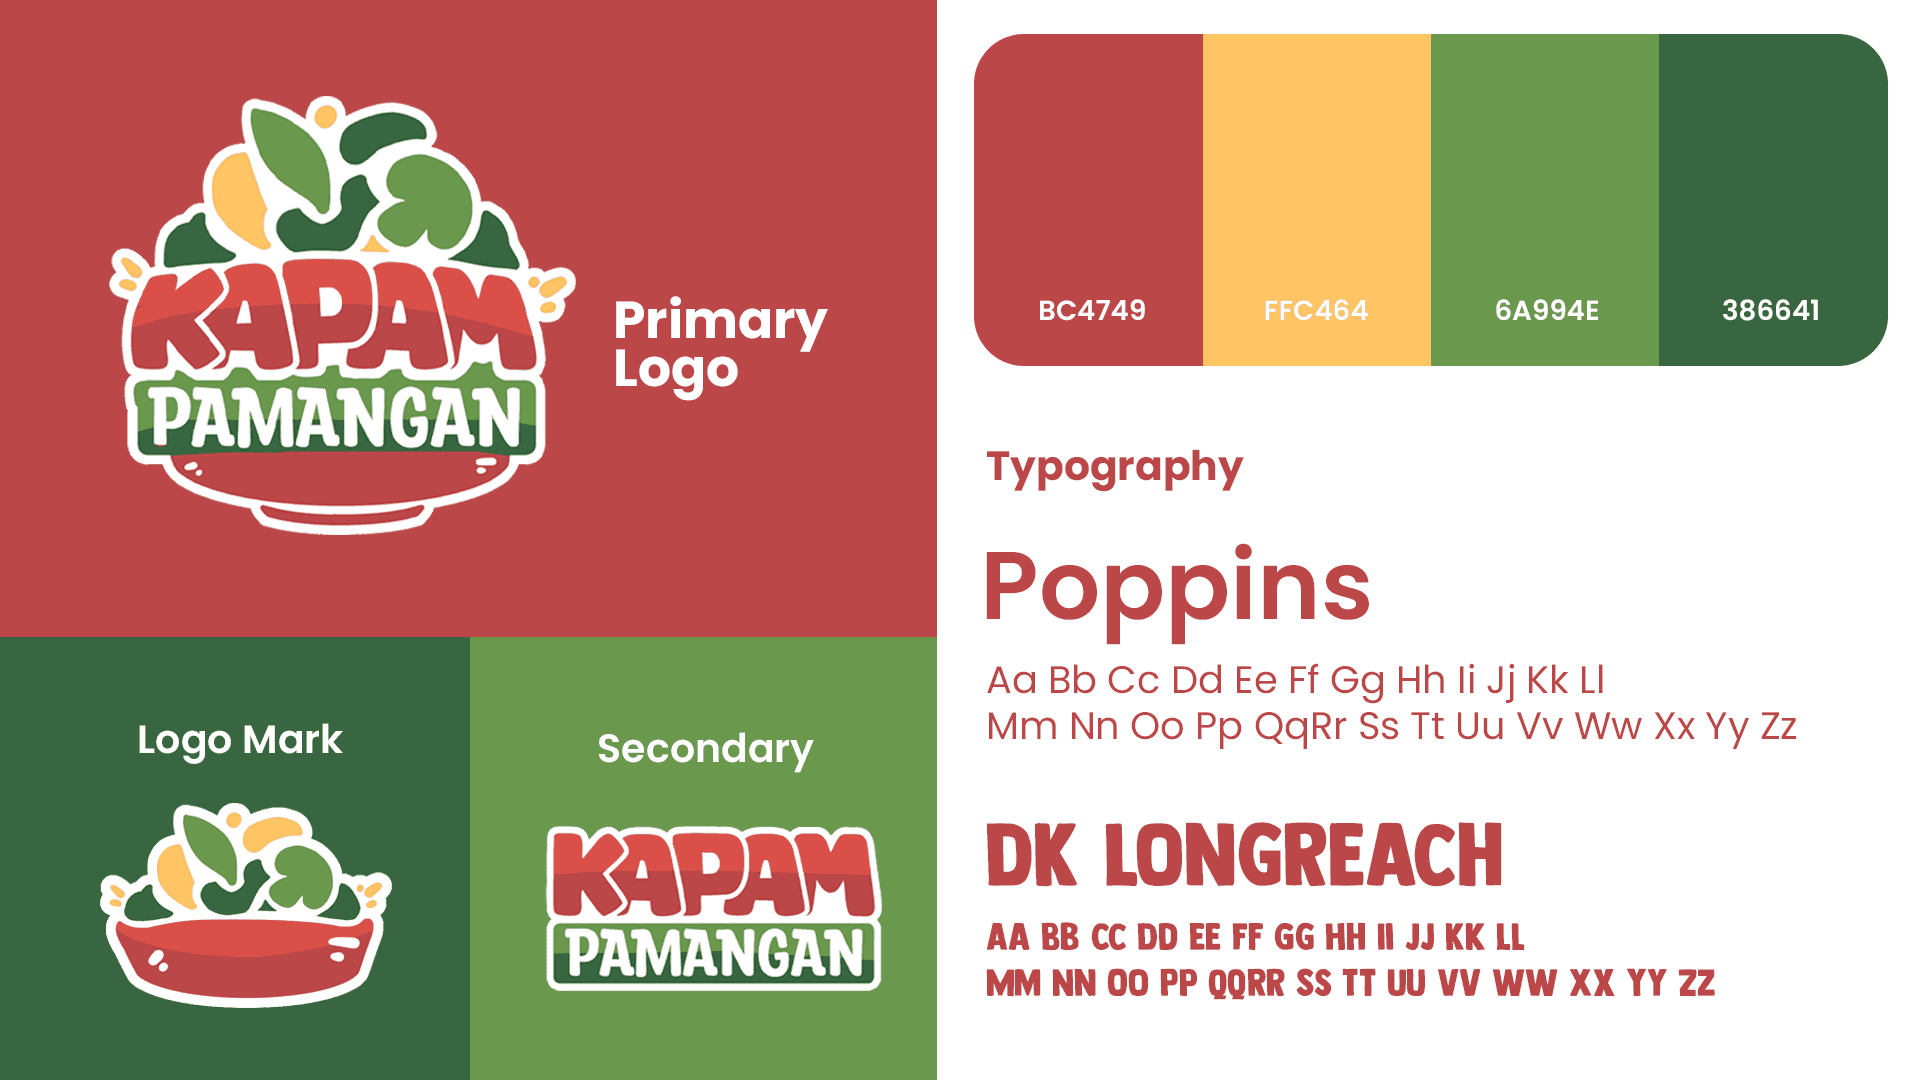 KAPAM
PAMANGAN
Primary
Logo
Logo Mark
Secondary
KAPAM
PAMANGAN
BC4749
FFC464
6A994E
386641
Typography
Poppins
Aa Bb Cc Dd Ee Ff Gg Hh Ii Jj Kk Ll
Mm Nn Oo Pp QqRr Ss Tt Uu Vv Ww Xx Yy Zz
DK LONGREACH
AA BB CC DD EE FF GG HH II JJ KK LL
MM NN OO PP QQRR SS TT UU VV WW XX YY ZZ